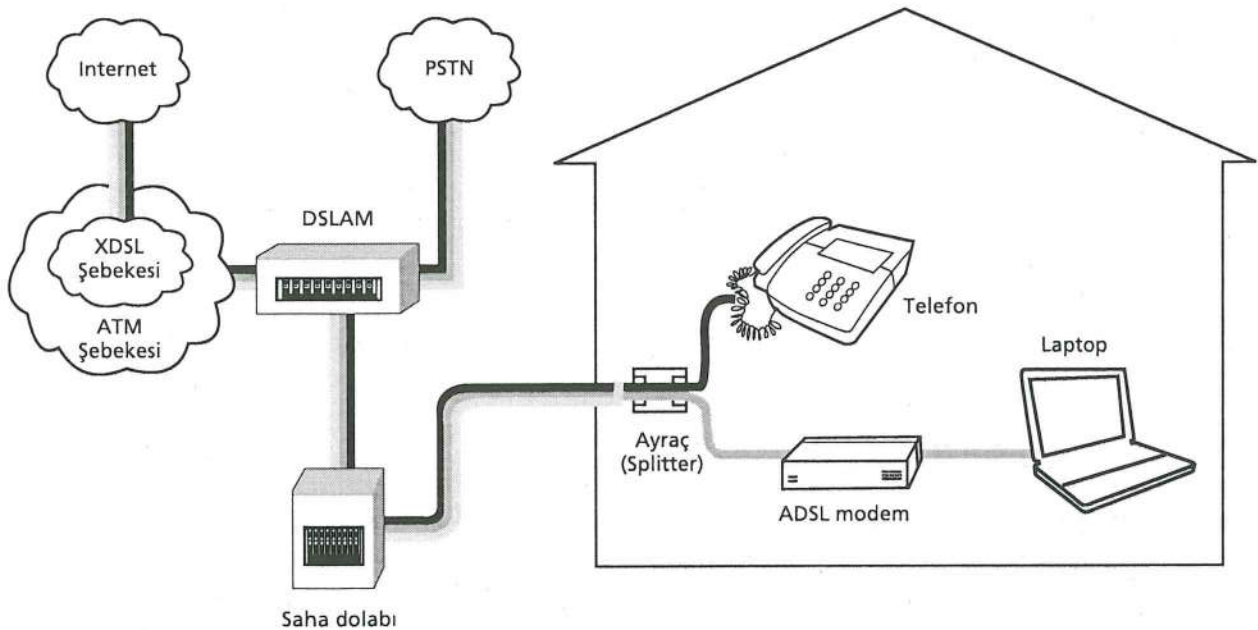 Internet
PSTN
DSLAM
XDSL
Şebekesi
ATM
Şebekesi
Telefon
Laptop
Ayraç
(Splitter)
ADSL modem
Saha dolabı